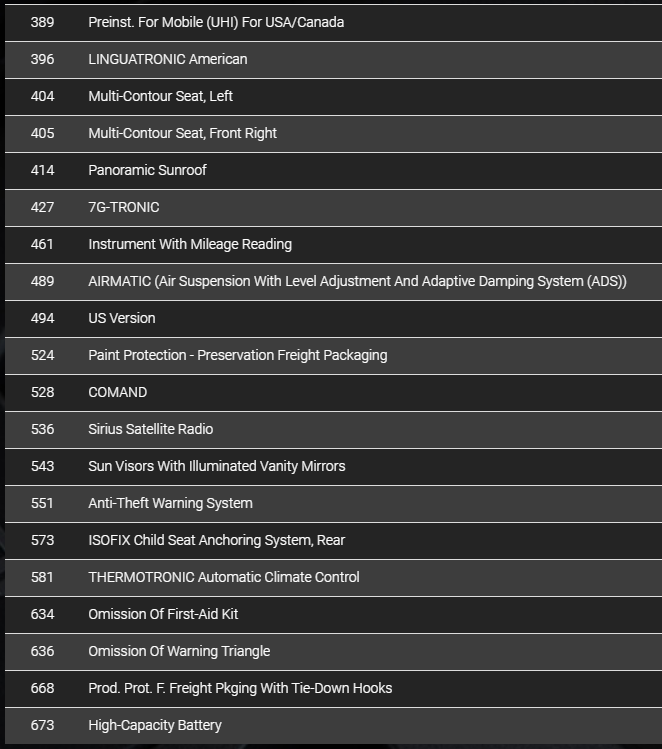 389 Preinst. For Mobile (UHI) For USA/Canada
396 LINGUATRONIC American
404 Multi-Contour Seat, Left
405 Multi-Contour Seat, Front Right
414 Panoramic Sunroof
427 7G-TRONIC
461 Instrument With Mileage Reading
489 AIRMATIC (Air Suspension With Level Adjustment And Adaptive Damping System (ADS))
494 US Version
524 Paint Protection - Preservation Freight Packaging
528 COMAND
536 Sirius Satellite Radio
543 Sun Visors With Illuminated Vanity Mirrors
551 Anti-Theft Warning System
573 ISOFIX Child Seat Anchoring System, Rear
581 THERMOTRONIC Automatic Climate Control
634 Omission Of First-Aid Kit
636 Omission Of Warning Triangle
668 Prod. Prot. F. Freight Pkging With Tie-Down Hooks
673 High-Capacity Battery